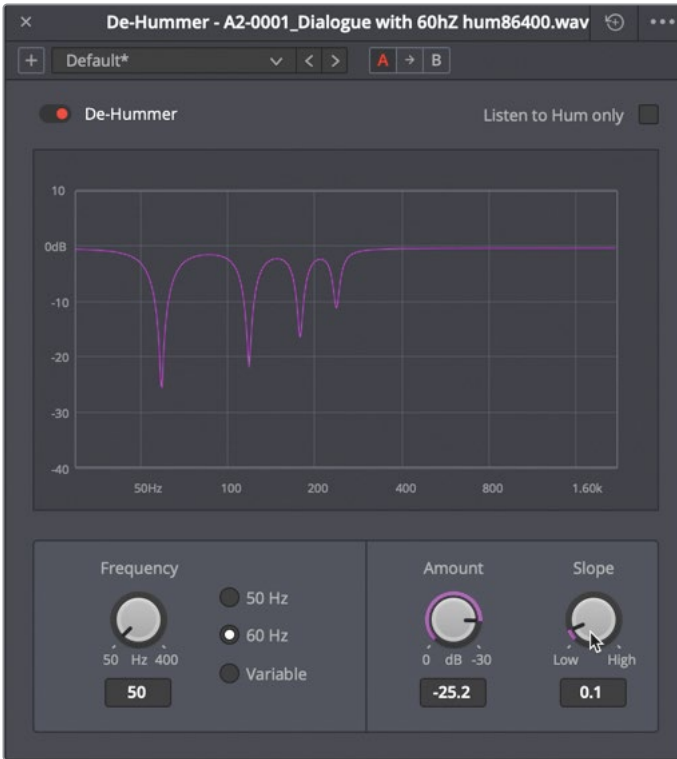 De-Hummer - A2-0001_Dialogue with 60hZ hum86400.wav
Default*
A
B
De-Hummer
Listen to Hum only
10
0dB
-10
-20
-30
-40
50Hz 100 200 400 800 1.60k
Frequency
50 Hz
60 Hz
Variable
50 Hz 400
50
Amount
0 dB -30
-25.2
Slope
Low High
0.1